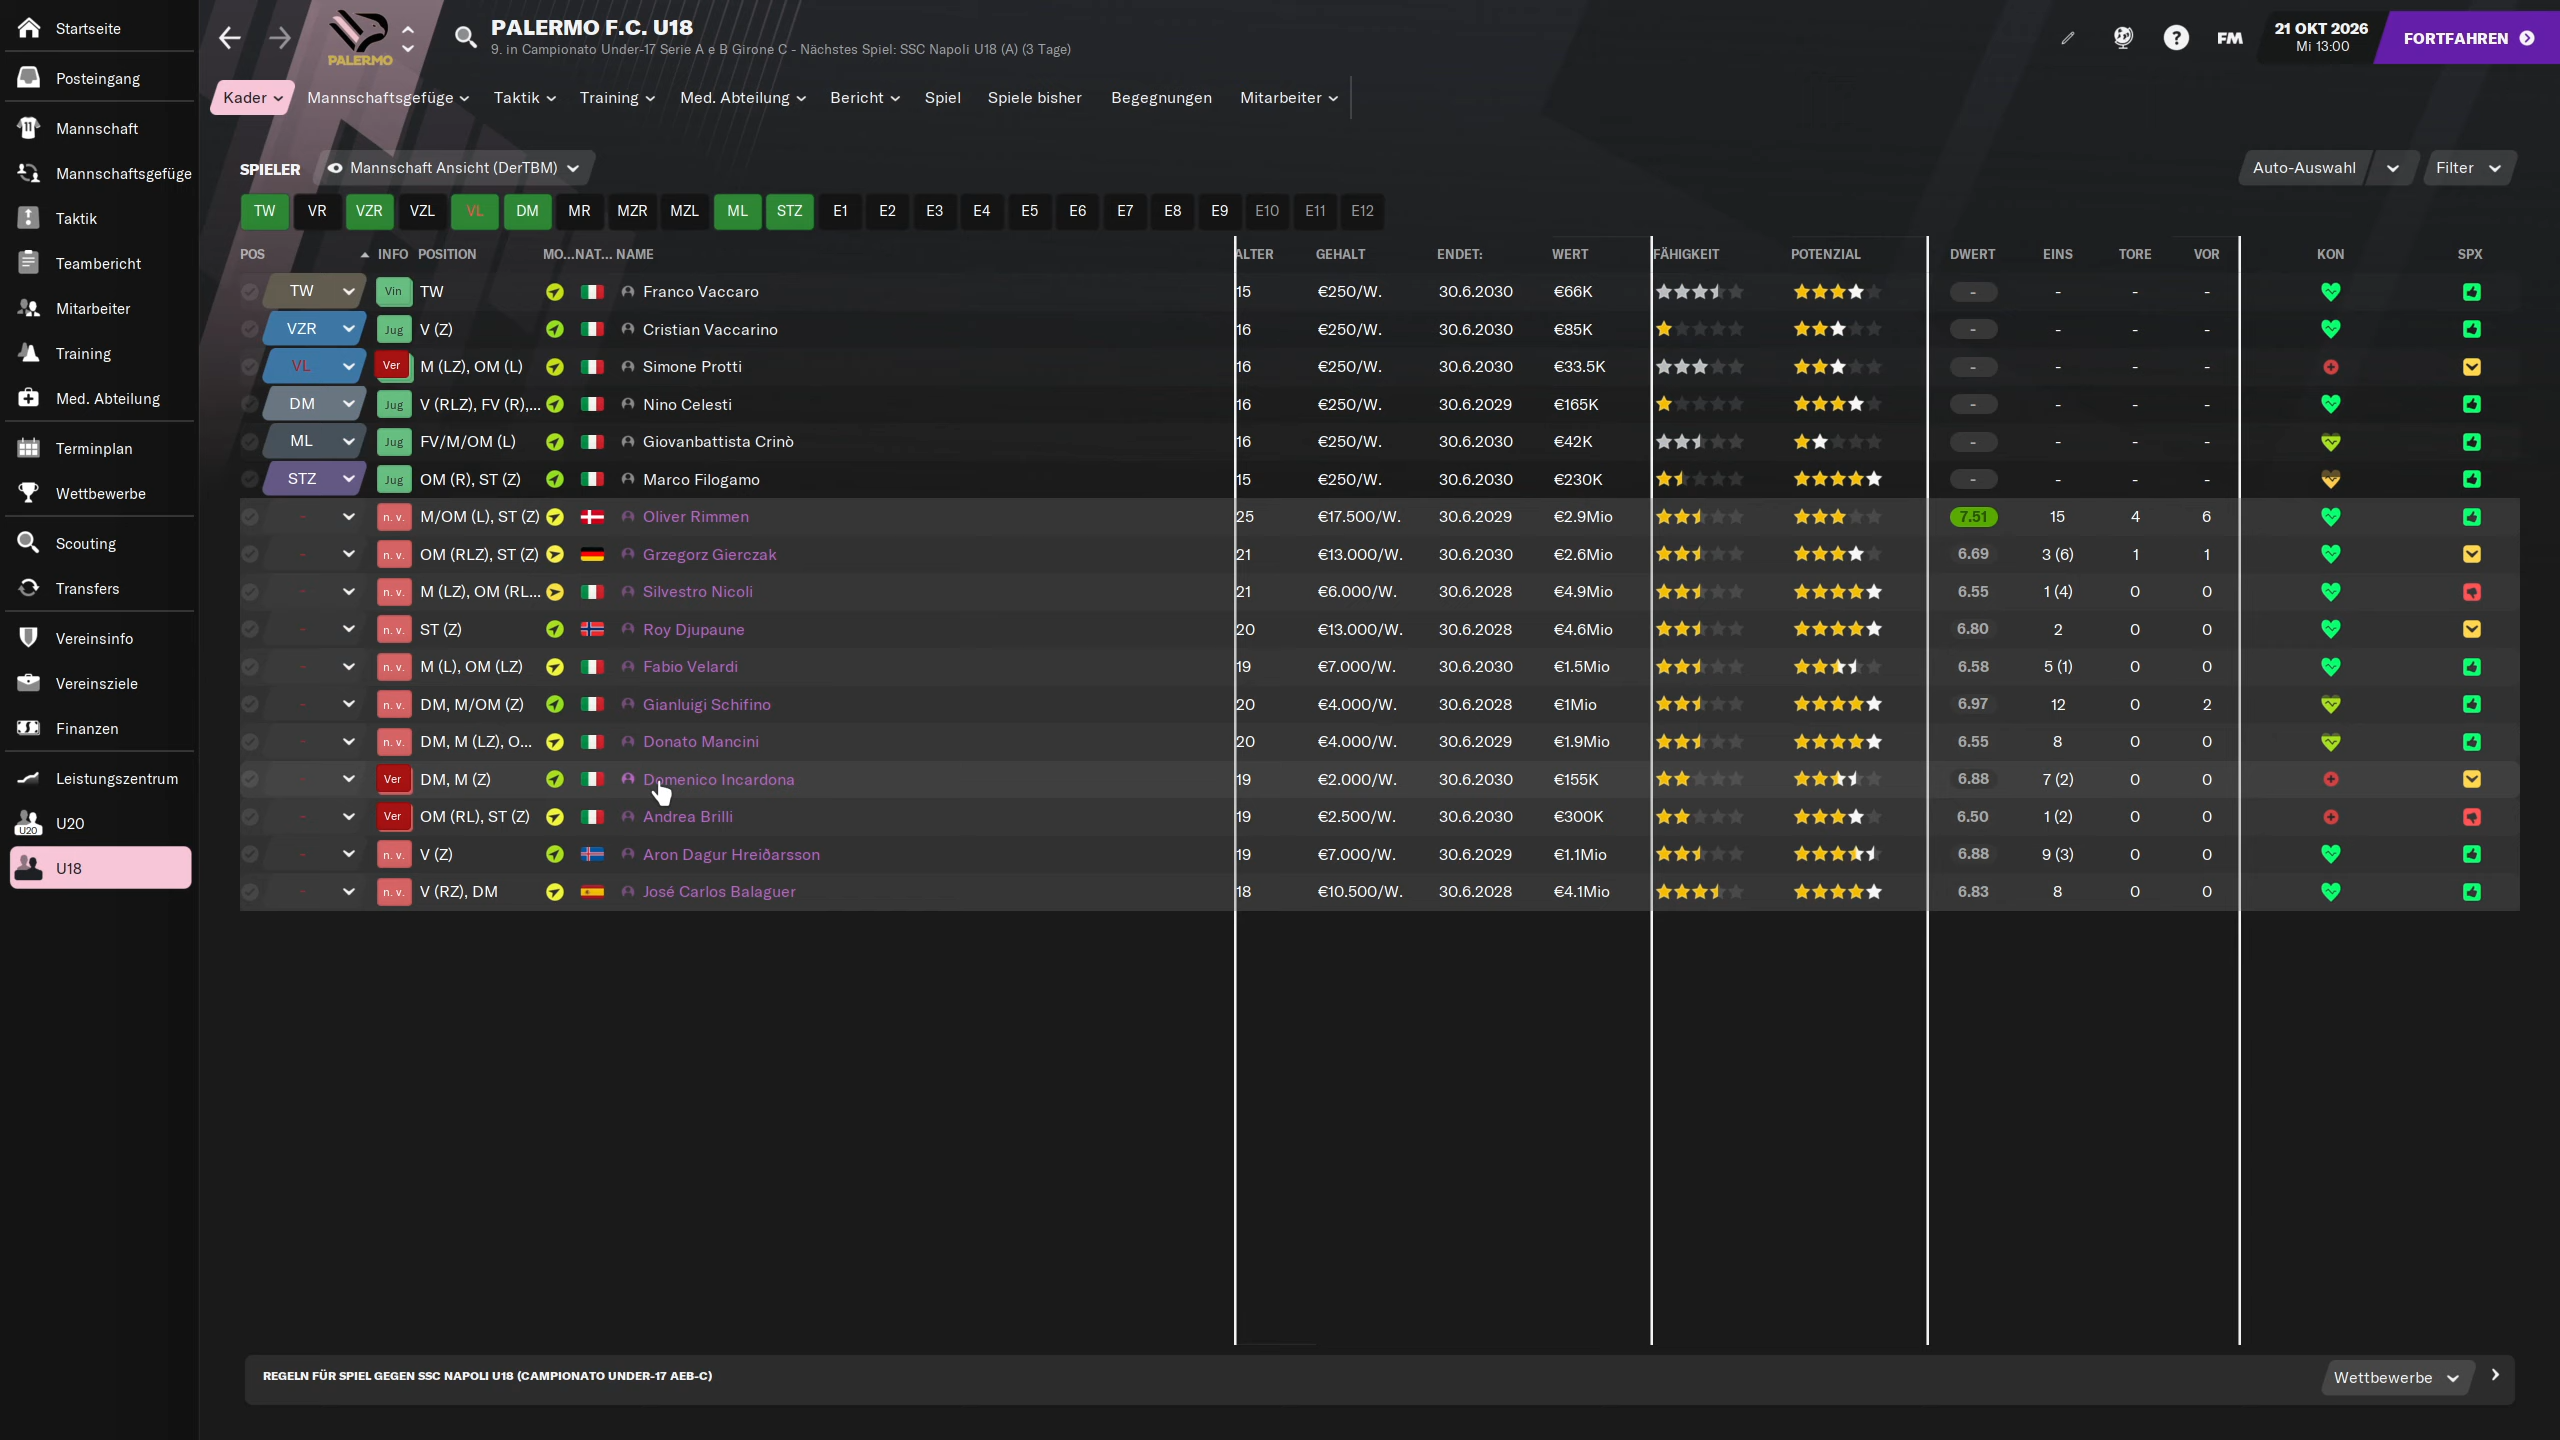 Startseite
Posteingang
Mannschaft
Mannschaftsgefüge
Taktik
Teambericht
Mitarbeiter
Training
Med. Abteilung
Terminplan
Wettbewerbe
Scouting
Transfers
Vereinsinfo
Vereinsziele
Finanzen
Leistungszentrum
U20 U20
U18
PALERMO
PALERMO F.C. U18
9. in Campionato Under-17 Serie A e B Girone C - Nächstes Spiel: SSC Napoli U18 (A) (3 Tage)
FM
21 OKT 2026
Mi 13:00
FORTFAHREN
Kader Mannschaftsgefüge Taktik Training Med. Abteilung Bericht Spiel Spiele bisher Begegnungen Mitarbeiter
SPIELER Mannschaft Ansicht (DerTBM) Auto-Auswahl Filter
TW VR VZR VZL VL DM MR MZR MZL ML STZ E1 E2 E3 E4 E5 E6 E7 E8 E9 E10 E11 E12
POS INFO POSITION MO... NAT... NAME ALTER GEHALT ENDET: WERT FÄHIGKEIT POTENZIAL DWERT EINS TORE VOR KON SPX
TW Vin TW Franco Vaccaro 15 €250/W. 30.6.2030 €66K - - - -
VZR Jug V (Z) Cristian Vaccarino 16 €250/W. 30.6.2030 €85K - - - -
VL Ver M (LZ), OM (L) Simone Protti 16 €250/W. 30.6.2030 €33.5K - - - -
DM Jug V (RLZ), FV (R),... Nino Celesti 16 €250/W. 30.6.2029 €165K - - - -
ML Jug FV/M/OM (L) Giovanbattista Crinò 16 €250/W. 30.6.2030 €42K - - - -
STZ Jug OM (R), ST (Z) Marco Filogamo 15 €250/W. 30.6.2030 €230K - - - -
- n. v. M/OM (L), ST (Z) Oliver Rimmen 25 €17.500/W. 30.6.2029 €2.9Mio 7.51 15 4 6
- n. v. OM (RLZ), ST (Z) Grzegorz Gierczak 21 €13.000/W. 30.6.2030 €2.6Mio 6.69 3 (6) 1 1
- n. v. M (LZ), OM (RL... Silvestro Nicoli 21 €6.000/W. 30.6.2028 €4.9Mio 6.55 1 (4) 0 0
- n. v. ST (Z) Roy Djupaune 20 €13.000/W. 30.6.2028 €4.6Mio 6.80 2 0 0
- n. v. M (L), OM (LZ) Fabio Velardi 19 €7.000/W. 30.6.2030 €1.5Mio 6.58 5 (1) 0 0
- n. v. DM, M/OM (Z) Gianluigi Schifino 20 €4.000/W. 30.6.2028 €1Mio 6.97 12 0 2
- n. v. DM, M (LZ), O... Donato Mancini 20 €4.000/W. 30.6.2029 €1.9Mio 6.55 8 0 0
- Ver DM, M (Z) Domenico Incardona 19 €2.000/W. 30.6.2030 €155K 6.88 7 (2) 0 0
- Ver OM (RL), ST (Z) Andrea Brilli 19 €2.500/W. 30.6.2030 €300K 6.50 1 (2) 0 0
- n. v. V (Z) Aron Dagur Hreiðarsson 19 €7.000/W. 30.6.2029 €1.1Mio 6.88 9 (3) 0 0
- n. v. V (RZ), DM José Carlos Balaguer 18 €10.500/W. 30.6.2028 €4.1Mio 6.83 8 0 0
REGELN FÜR SPIEL GEGEN SSC NAPOLI U18 (CAMPIONATO UNDER-17 AEB-C)
Wettbewerbe